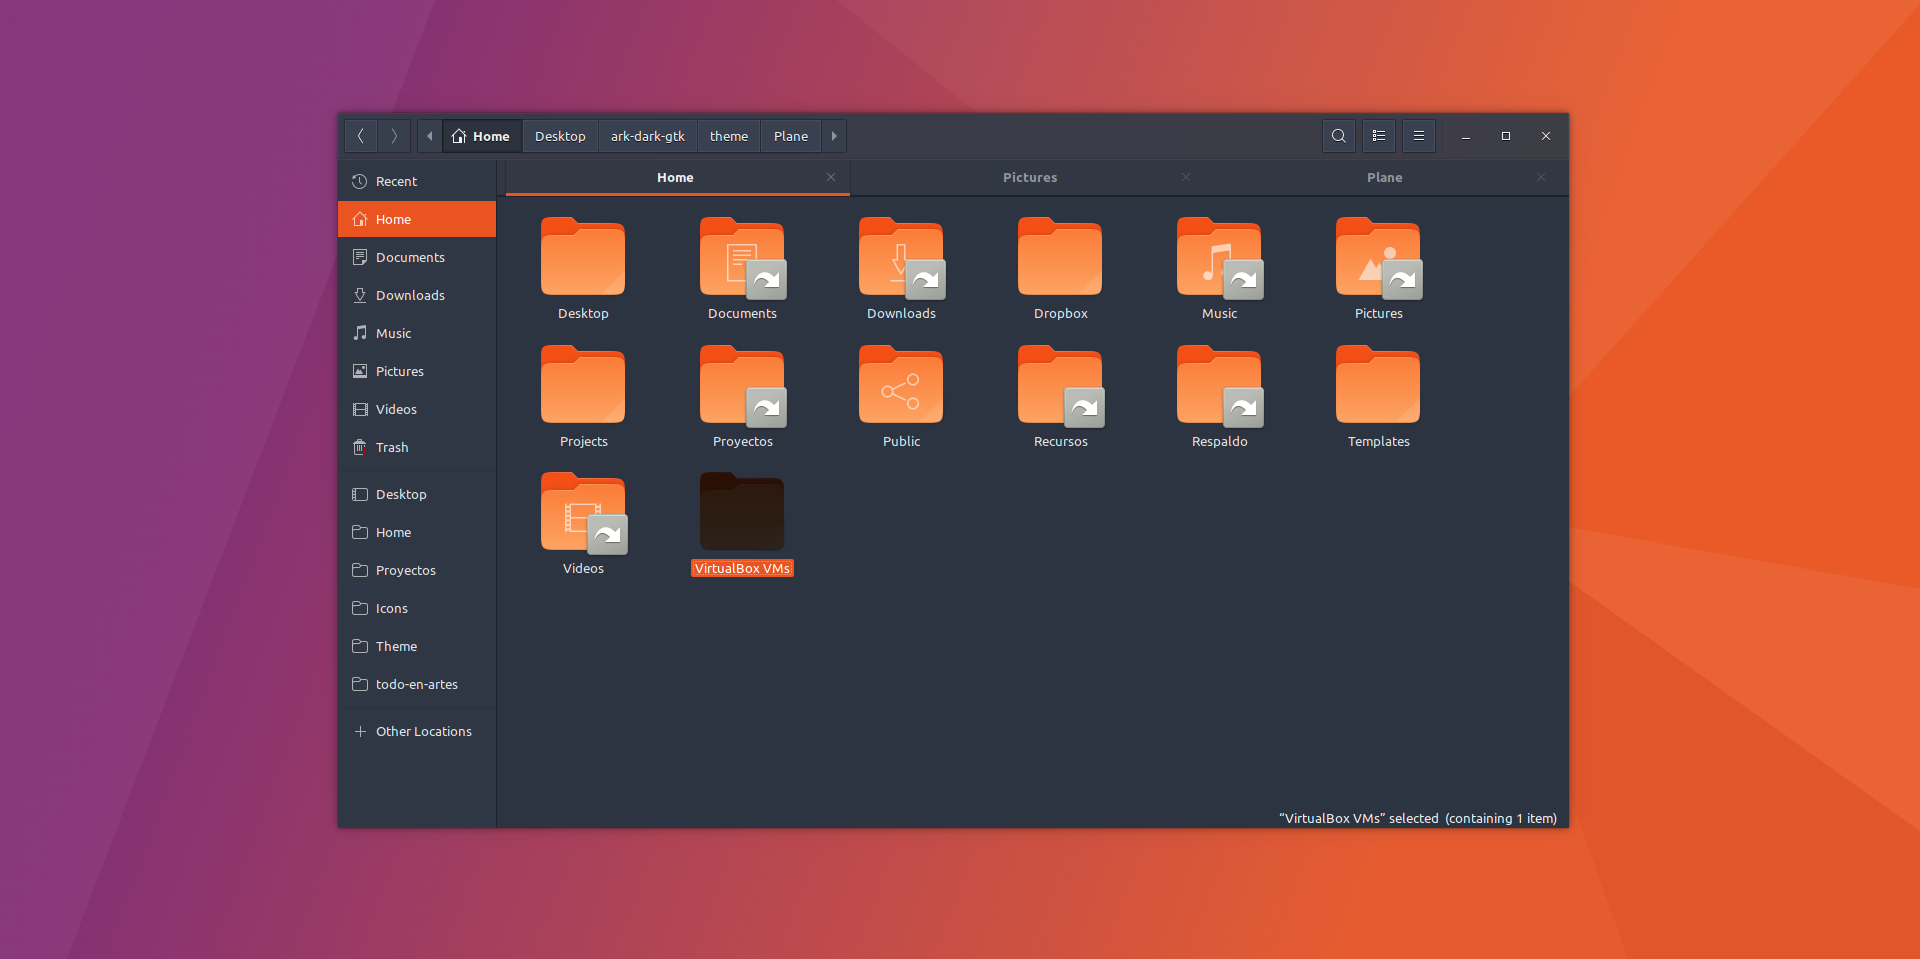 Home Desktop ark-dark-gtk theme Plane
Home Pictures Plane
Recent
Home
Documents
Downloads
Music
Pictures
Videos
Trash
Desktop
Home
Proyectos
Icons
Theme
todo-en-artes
Other Locations
Desktop Documents Downloads Dropbox Music Pictures
Projects Proyectos Public Recursos Respaldo Templates
Videos VirtualBox VMs
“VirtualBox VMs” selected (containing 1 item)